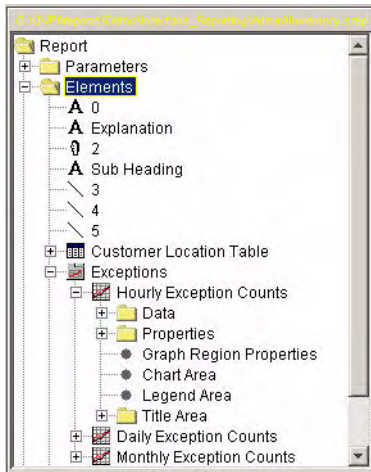 Report
Parameters
Elements
A 0
A Explanation
2
A Sub Heading
3
4
5
Customer Location Table
Exceptions
Hourly Exception Counts
Data
Properties
Graph Region Properties
Chart Area
Legend Area
Title Area
Daily Exception Counts
Monthly Exception Counts